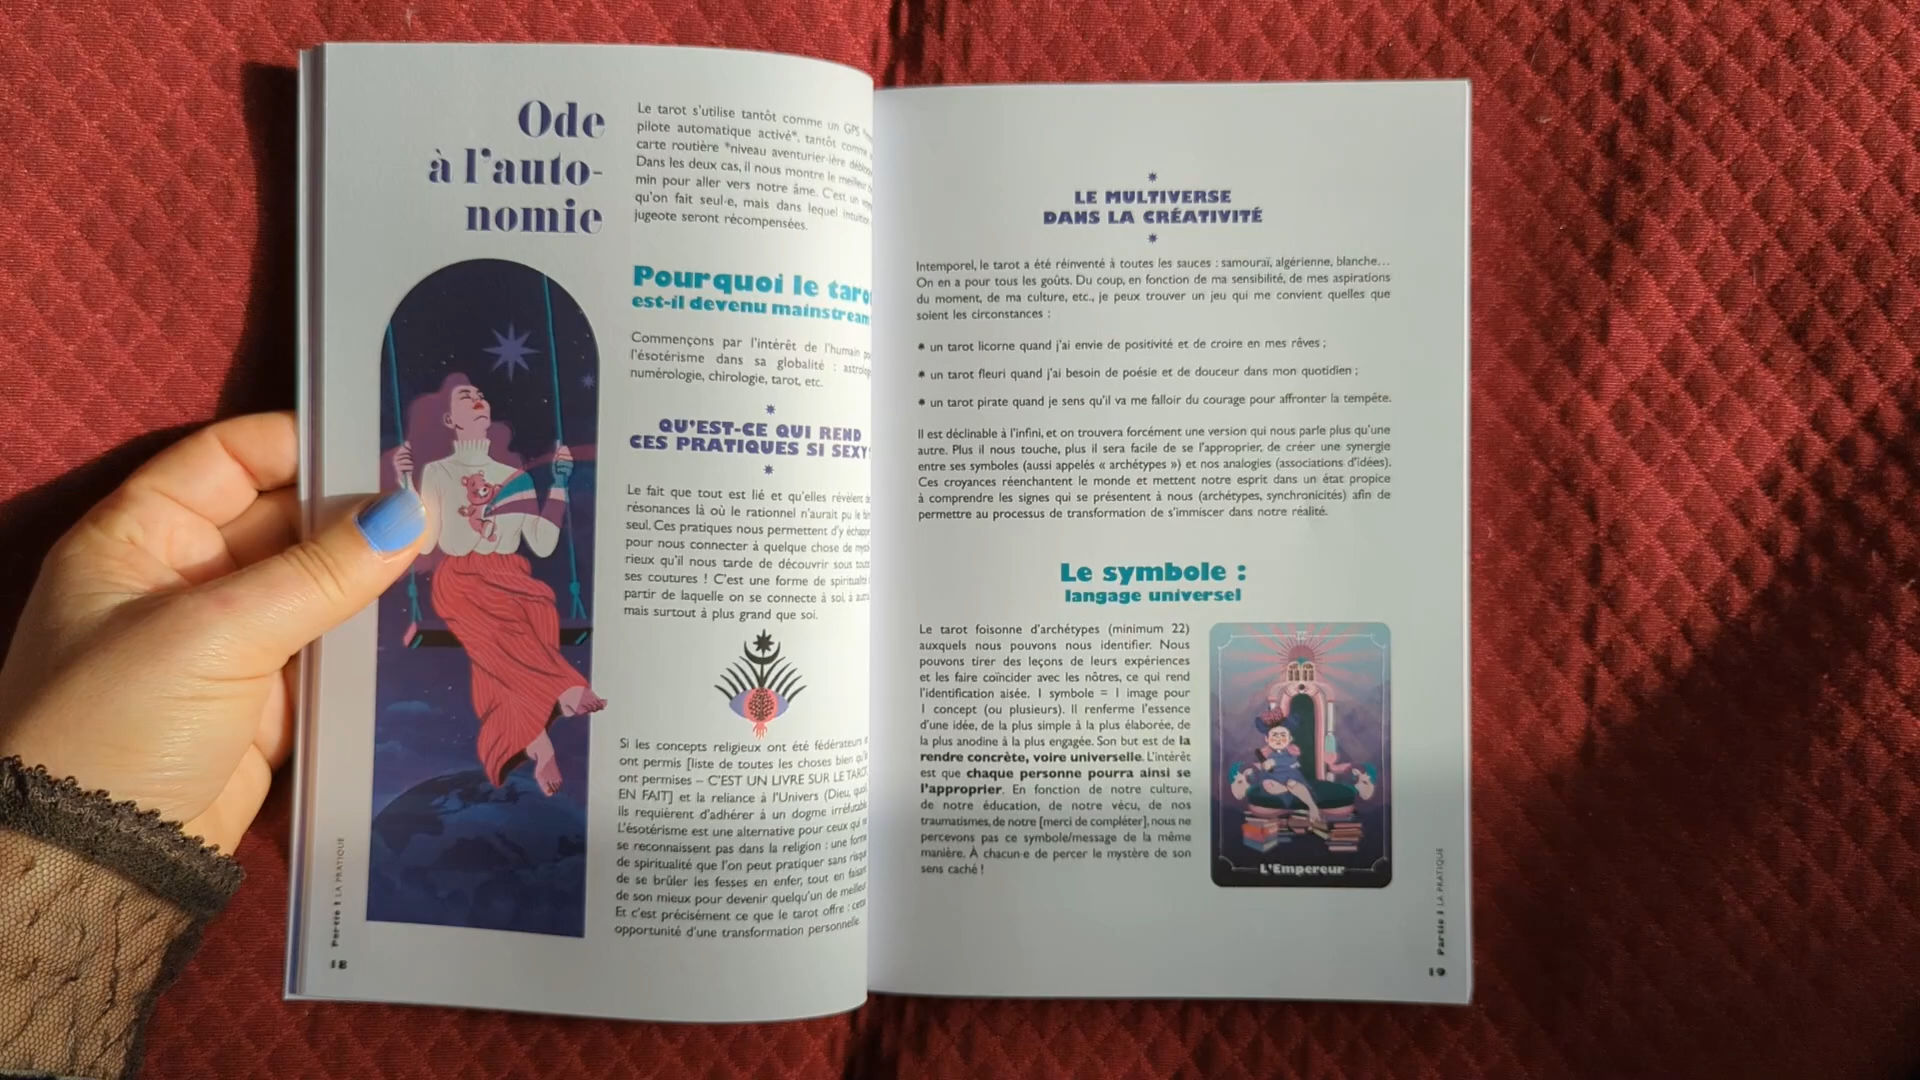 Ode
à l'auto-
nomie
Le tarot s'utilise tantôt comme un GPS
pilote automatique activé*, tantôt comme
carte routière *niveau aventurier·ière
Dans les deux cas, il nous montre le meilleur
min pour aller vers notre âme. C'est un
qu'on fait seul·e, mais dans lequel intuition
jugeote seront récompensées.
Pourquoi le taro
est-il devenu mainstream
Commençons par l'intérêt de l'humain
l'ésotérisme dans sa globalité : astrolog
numérologie, chirologie, tarot, etc.
QU'EST-CE QUI REND
CES PRATIQUES SI SEXY
Le fait que tout est lié et qu'elles révèlent
résonances là où le rationnel n'aurait pu le
seul. Ces pratiques nous permettent d'y échapp
pour nous connecter à quelque chose de mys
rieux qu'il nous tarde de découvrir sous
ses coutures ! C'est une forme de spiritualité
partir de laquelle on se connecte à soi, à
mais surtout à plus grand que soi.
Si les concepts religieux ont été fédérateurs
ont permis [liste de toutes les choses bien
ont permises – C'EST UN LIVRE SUR LE TAROT
EN FAIT] et la reliance à l'Univers (Dieu, quoi
ils requièrent d'adhérer à un dogme irréfutable
L'ésotérisme est une alternative pour ceux qui
se reconnaissent pas dans la religion : une forme
de spiritualité que l'on peut pratiquer sans risque
de se brûler les fesses en enfer, tout en faisant
de son mieux pour devenir quelqu'un de meilleur
Et c'est précisément ce que le tarot offre : cette
opportunité d'une transformation personnelle.
Partie 1 LA PRATIQUE
18
LE MULTIVERSE
DANS LA CRÉATIVITÉ
Intemporel, le tarot a été réinventé à toutes les sauces : samouraï, algérienne, blanche…
On en a pour tous les goûts. Du coup, en fonction de ma sensibilité, de mes aspirations
du moment, de ma culture, etc., je peux trouver un jeu qui me convient quelles que
soient les circonstances :
* un tarot licorne quand j'ai envie de positivité et de croire en mes rêves ;
* un tarot fleuri quand j'ai besoin de poésie et de douceur dans mon quotidien ;
* un tarot pirate quand je sens qu'il va me falloir du courage pour affronter la tempête.
Il est déclinable à l'infini, et on trouvera forcément une version qui nous parle plus qu'une
autre. Plus il nous touche, plus il sera facile de se l'approprier, de créer une synergie
entre ses symboles (aussi appelés « archétypes ») et nos analogies (associations d'idées).
Ces croyances réenchantent le monde et mettent notre esprit dans un état propice
à comprendre les signes qui se présentent à nous (archétypes, synchronicités) afin de
permettre au processus de transformation de s'immiscer dans notre réalité.
Le symbole :
langage universel
Le tarot foisonne d'archétypes (minimum 22)
auxquels nous pouvons nous identifier. Nous
pouvons tirer des leçons de leurs expériences
et les faire coïncider avec les nôtres, ce qui rend
l'identification aisée. 1 symbole = 1 image pour
1 concept (ou plusieurs). Il renferme l'essence
d'une idée, de la plus simple à la plus élaborée, de
la plus anodine à la plus engagée. Son but est de la
rendre concrète, voire universelle. L'intérêt
est que chaque personne pourra ainsi se
l'approprier. En fonction de notre culture,
de notre éducation, de notre vécu, de nos
traumatismes, de notre [merci de compléter], nous ne
percevons pas ce symbole/message de la même
manière. À chacun·e de percer le mystère de son
sens caché !
L'Empereur
Partie 1 LA PRATIQUE
19